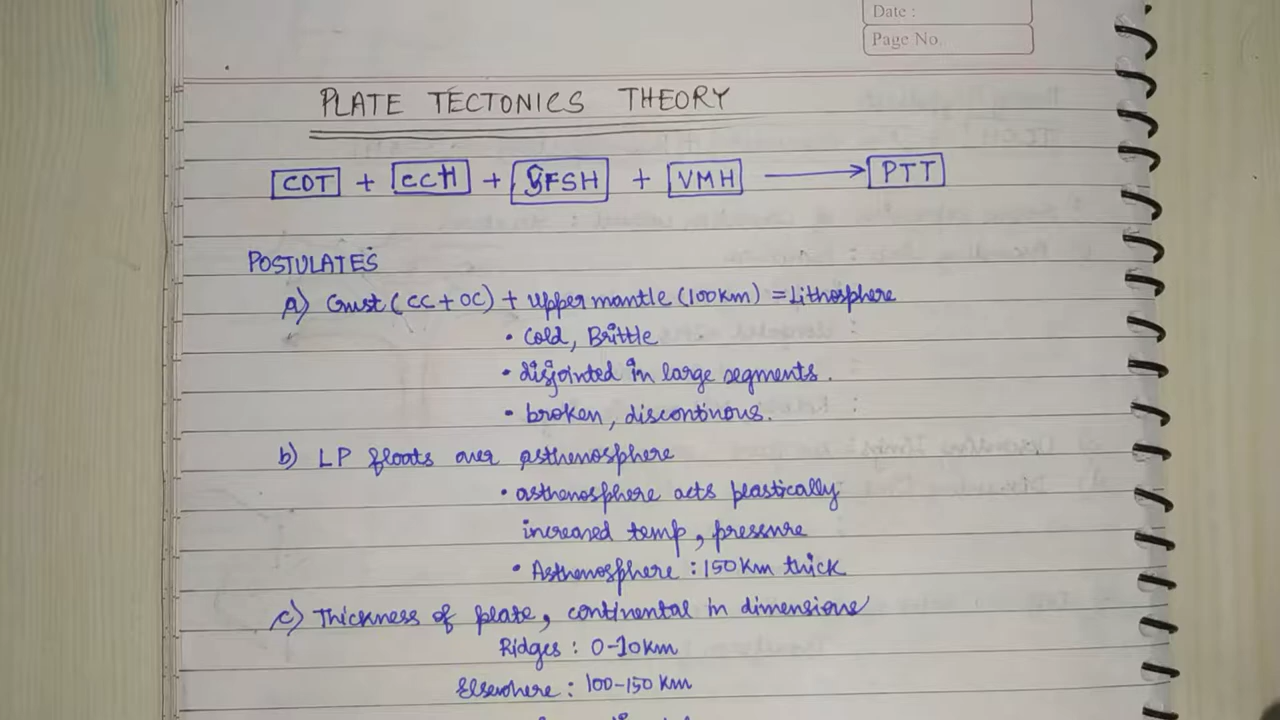 Date :
Page No.
PLATE TECTONICS THEORY
CDT + CCH + SFSH + VMH → PTT
POSTULATES
A) Crust (CC + OC) + Upper mantle (100km) = Lithosphere
• Cold, Brittle
• disjointed in large segments.
• broken, discontinous.
b) LP floats over asthenosphere
• asthenosphere acts plastically
increased temp, pressure
• Asthenosphere : 150 Km thick
c) Thickness of plate, continental in dimensions
Ridges : 0-10 Km
Elsewhere : 100-150 Km